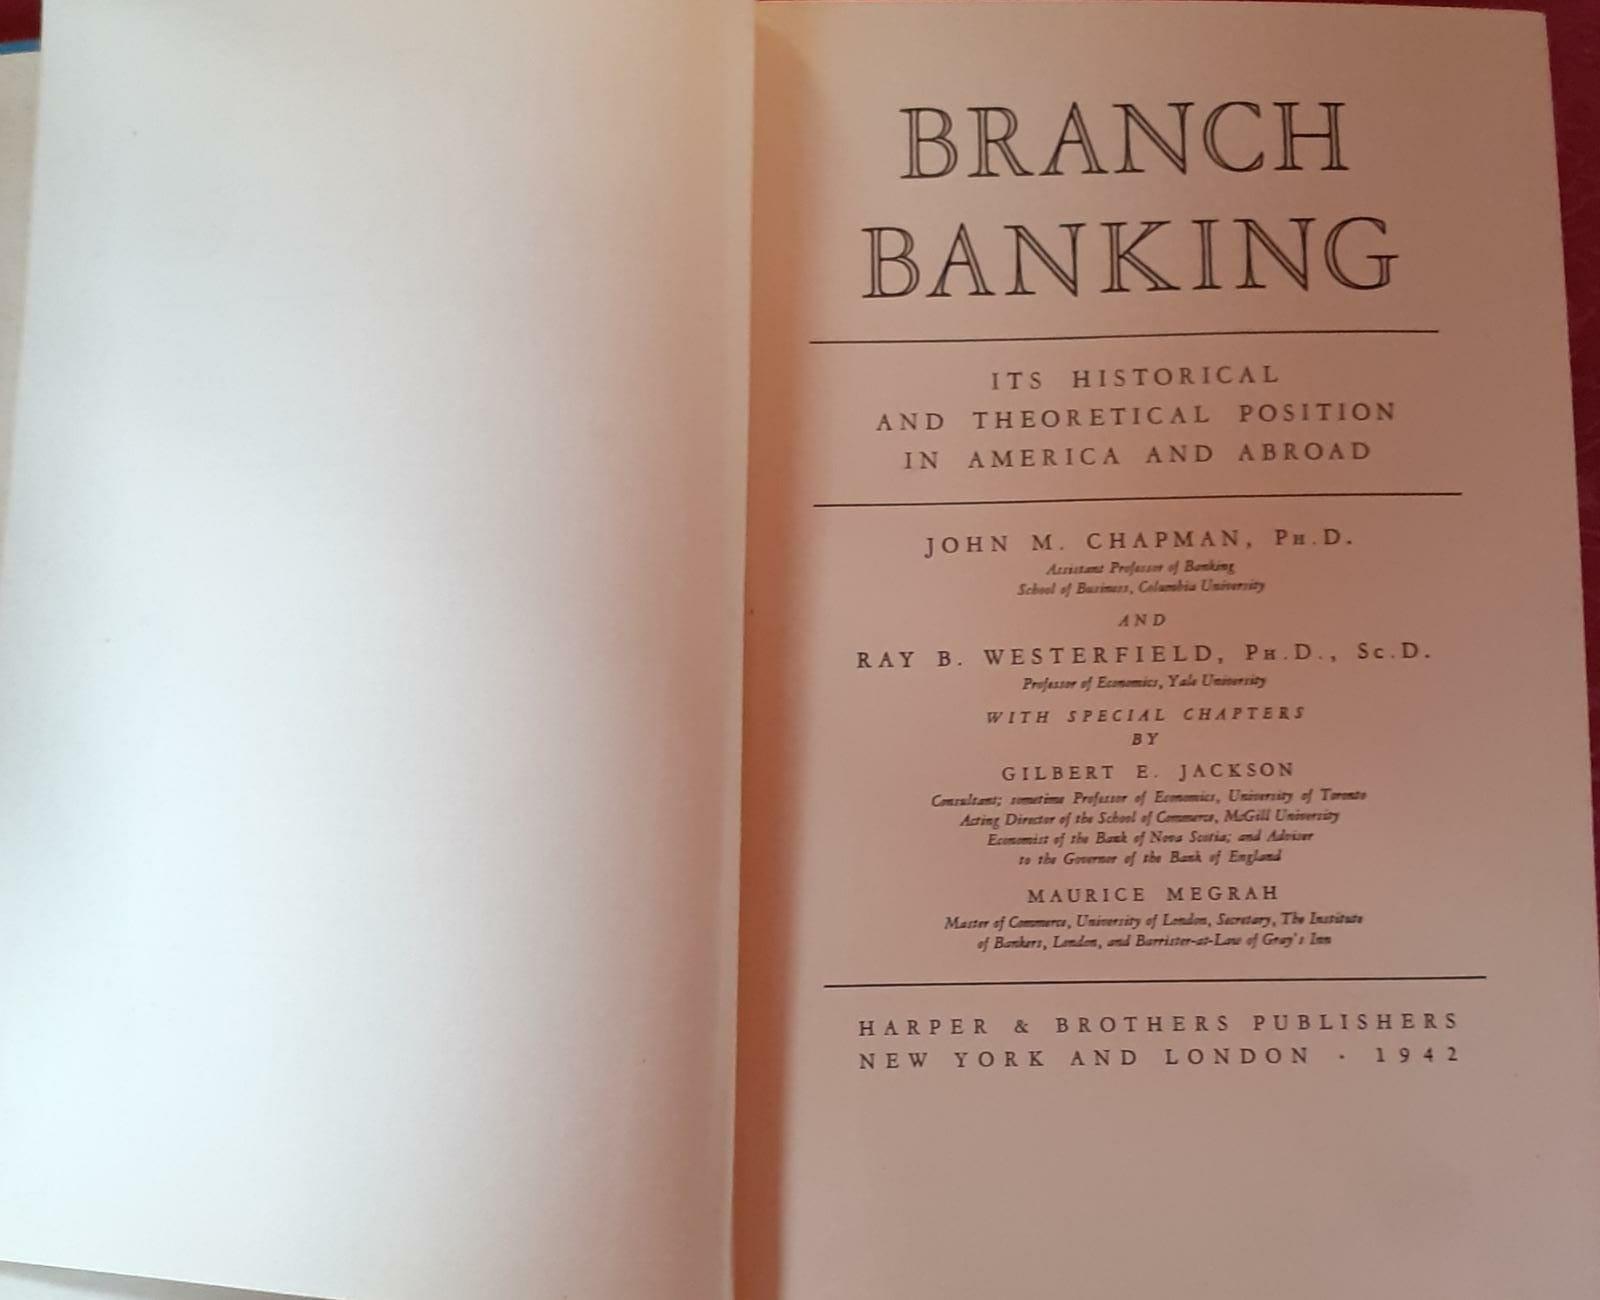 BRANCH
BANKING
ITS HISTORICAL
AND THEORETICAL POSITION
IN AMERICA AND ABROAD
JOHN M. CHAPMAN, PH.D.
Assistant Professor of Banking
School of Business, Columbia University
AND
RAY B. WESTERFIELD, PH.D., Sc.D.
Professor of Economics, Yale University
WITH SPECIAL CHAPTERS
BY
GILBERT E. JACKSON
Consultant; sometime Professor of Economics, University of Toronto
Acting Director of the School of Commerce, McGill University
Economist of the Bank of Nova Scotia; and Adviser
to the Governor of the Bank of England
MAURICE MEGRAH
Master of Commerce, University of London, Secretary, The Institute
of Bankers, London, and Barrister-at-Law of Gray's Inn
HARPER & BROTHERS PUBLISHERS
NEW YORK AND LONDON · 1942